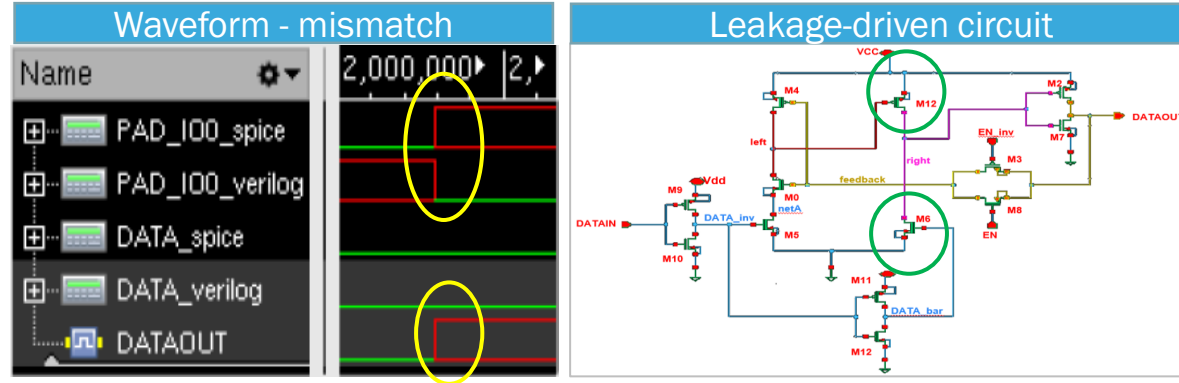 Waveform - mismatch
Name
2,000,000 2,
PAD_IO0_spice
PAD_IO0_verilog
DATA_spice
DATA_verilog
DATAOUT
Leakage-driven circuit
VCC
M4
M12
M2
M7
DATAOUT
left
right
EN_inv
M3
feedback
M0
M8
EN
netA
Vdd
M9
DATAIN
DATA_inv
M10
M5
M6
M11
DATA_bar
M12